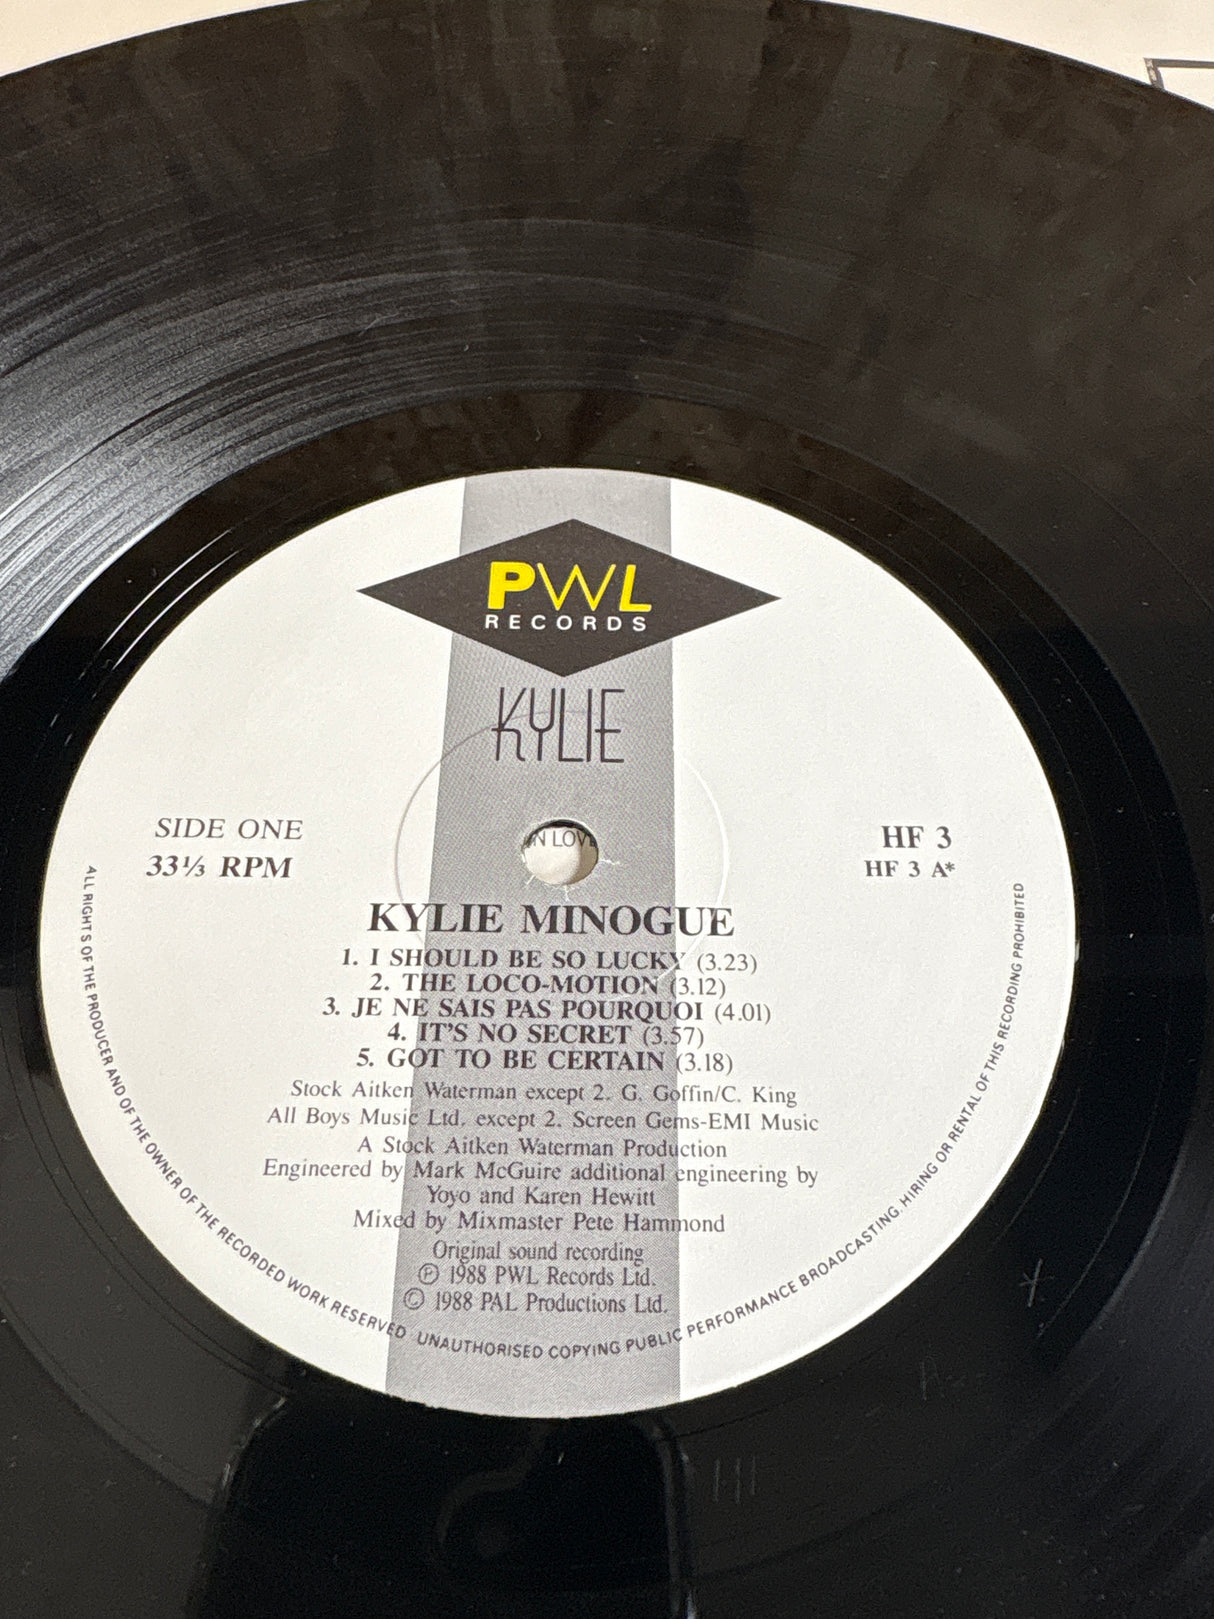 PWL
RECORDS
KYLIE
SIDE ONE
33⅓ RPM
HF 3
HF 3 A*
N LOVE
KYLIE MINOGUE
1. I SHOULD BE SO LUCKY (3.23)
2. THE LOCO-MOTION (3.12)
3. JE NE SAIS PAS POURQUOI (4.01)
4. IT'S NO SECRET (3.57)
5. GOT TO BE CERTAIN (3.18)
Stock Aitken Waterman except 2. G. Goffin/C. King
All Boys Music Ltd. except 2. Screen Gems-EMI Music
A Stock Aitken Waterman Production
Engineered by Mark McGuire additional engineering by
Yoyo and Karen Hewitt
Mixed by Mixmaster Pete Hammond
Original sound recording
℗ 1988 PWL Records Ltd.
© 1988 PAL Productions Ltd.
ALL RIGHTS OF THE PRODUCER AND OF THE OWNER OF THE RECORDED WORK RESERVED UNAUTHORISED COPYING PUBLIC PERFORMANCE BROADCASTING HIRING OR RENTAL OF THIS RECORDING PROHIBITED